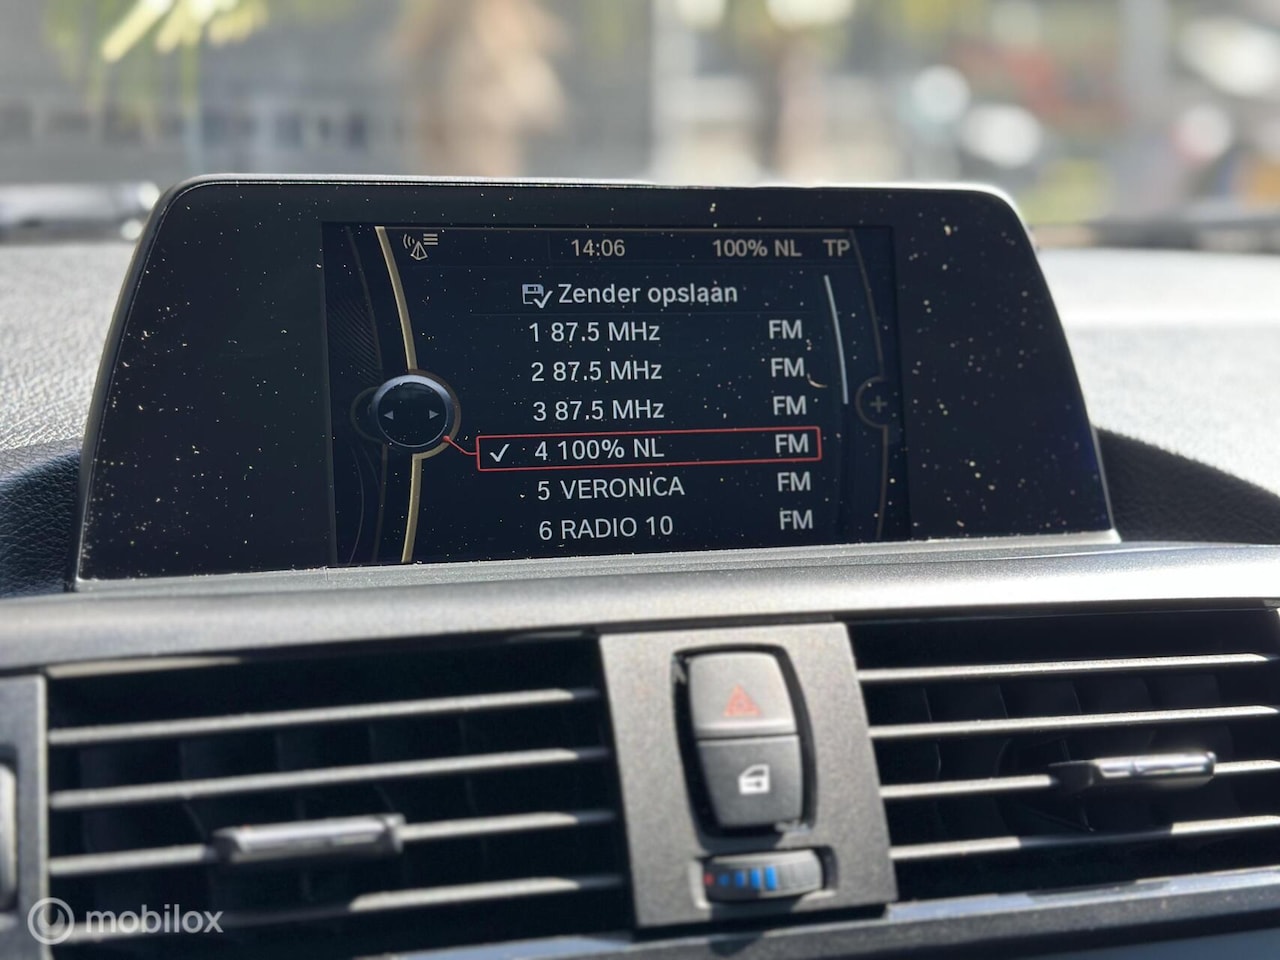 14:06 100% NL TP
Zender opslaan
1 87.5 MHz FM
2 87.5 MHz FM
3 87.5 MHz FM
4 100% NL FM
5 VERONICA FM
6 RADIO 10 FM
mobilox